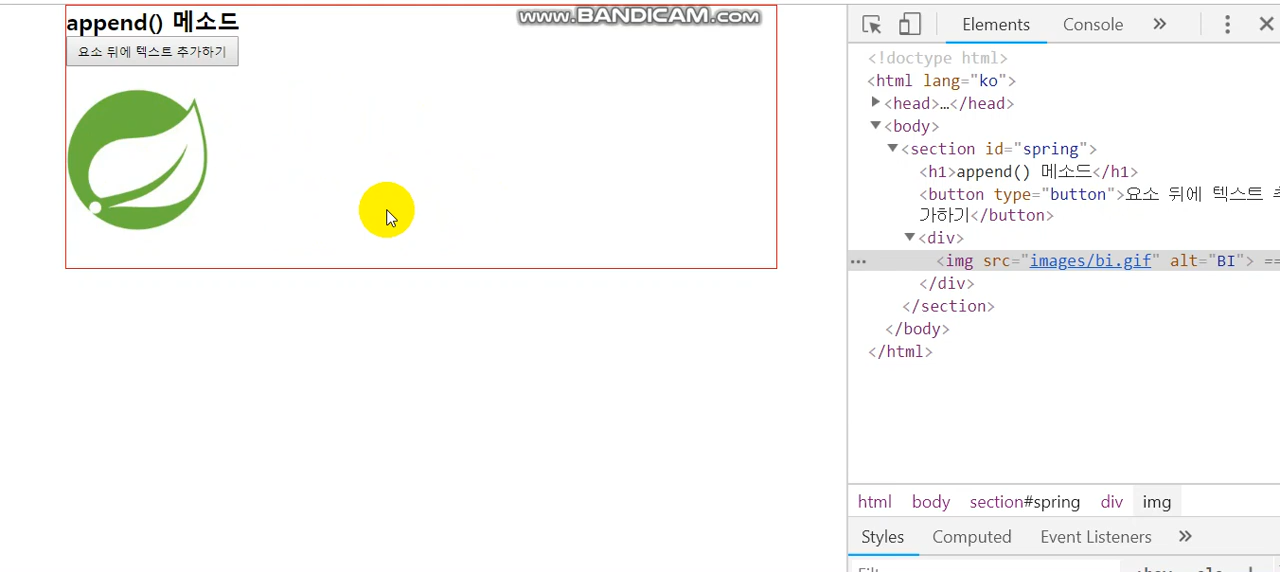 append() 메소드
요소 뒤에 텍스트 추가하기
www.BANDICAM.com
Elements
Console
<!doctype html>
<html lang="ko">
<head>…</head>
<body>
<section id="spring">
<h1>append() 메소드</h1>
<button type="button">요소 뒤에 텍스트 추
가하기</button>
<div>
<img src="images/bi.gif" alt="BI"> ==
</div>
</section>
</body>
</html>
html body section#spring div img
Styles Computed Event Listeners